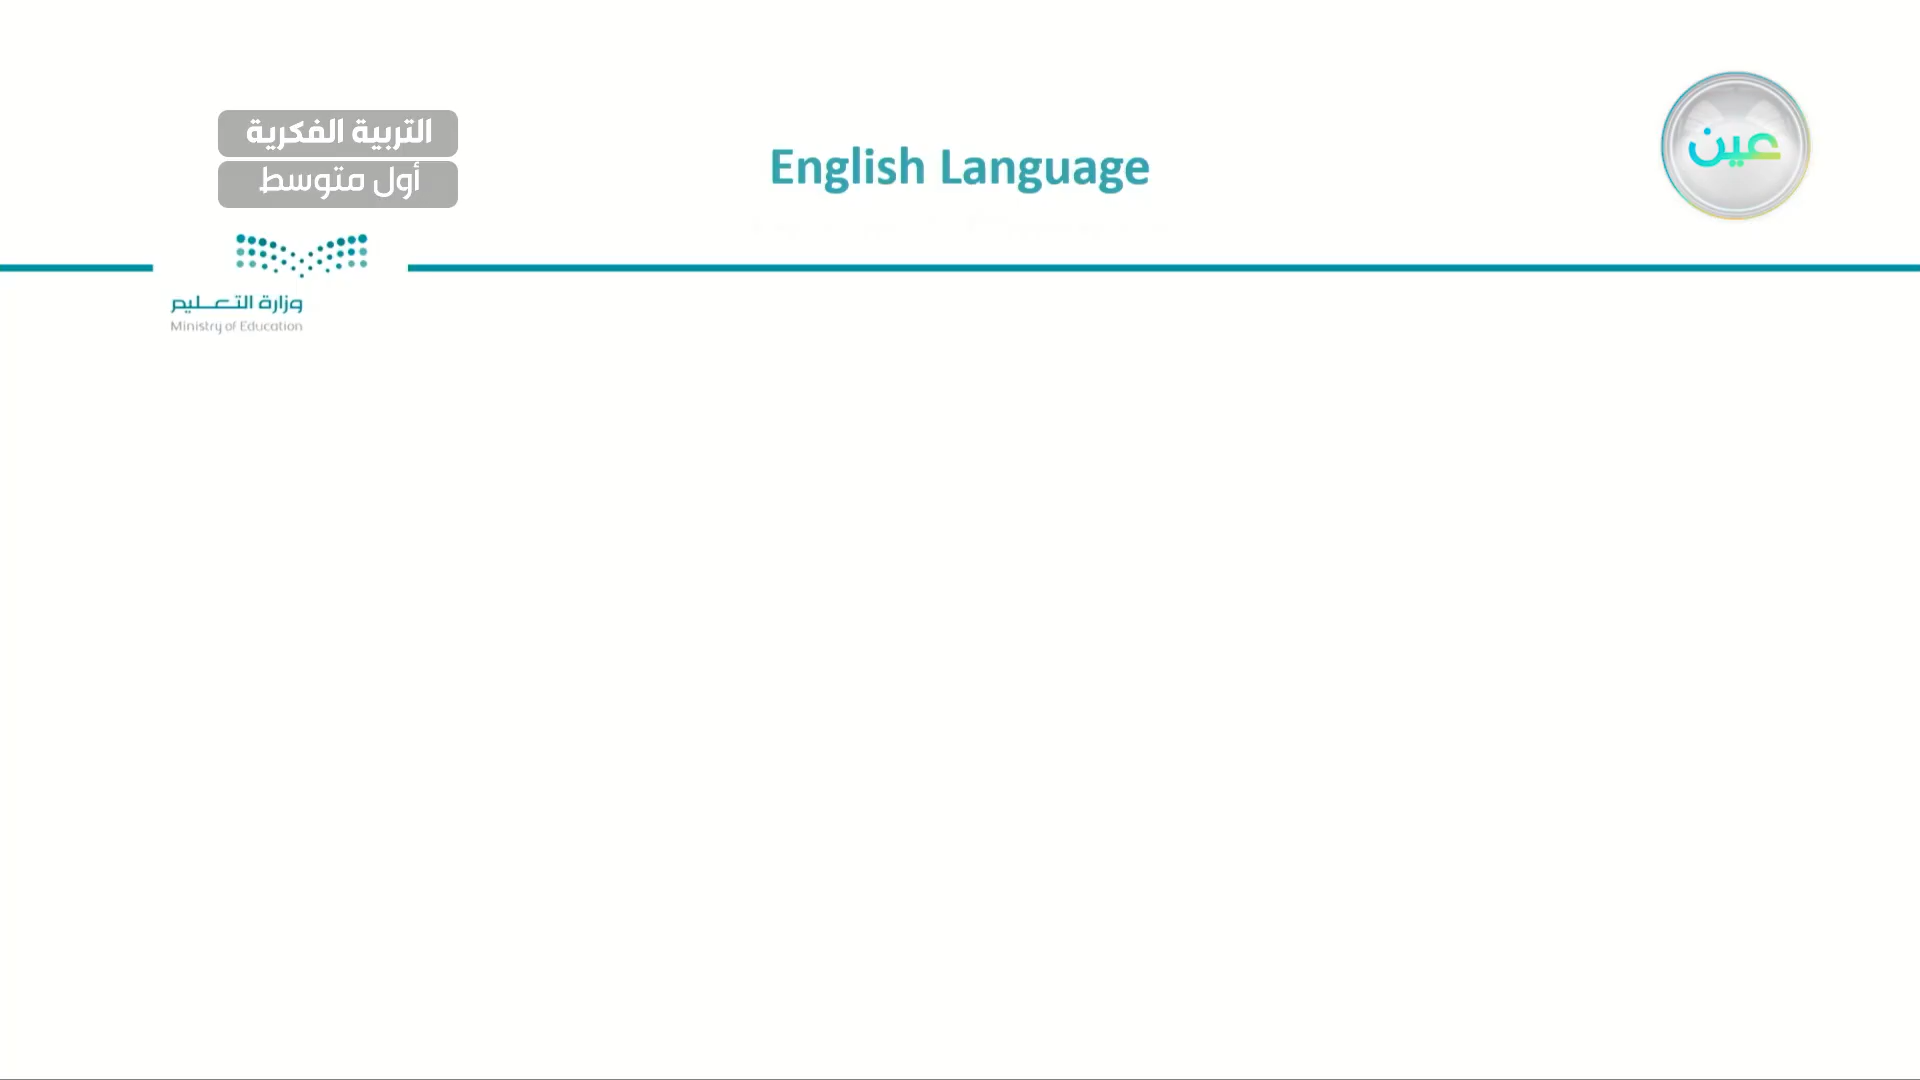 التربية الفكرية
أول متوسط
English Language
عين
وزارة التعليم
Ministry of Education